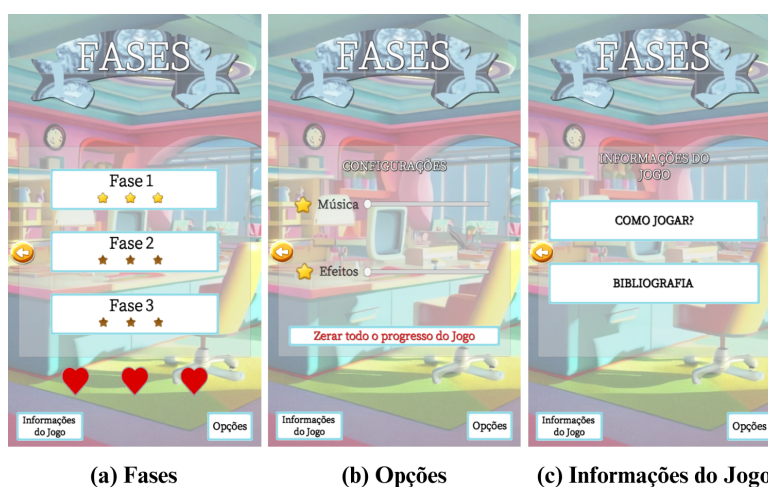 FASES
Fase 1
Fase 2
Fase 3
Informações
do Jogo
Opções
(a) Fases
FASES
CONFIGURAÇÕES
Música
Efeitos
Zerar todo o progresso do Jogo
Informações
do Jogo
Opções
(b) Opções
FASES
INFORMAÇÕES DO
JOGO
COMO JOGAR?
BIBLIOGRAFIA
Informações
do Jogo
Opções
(c) Informações do Jogo